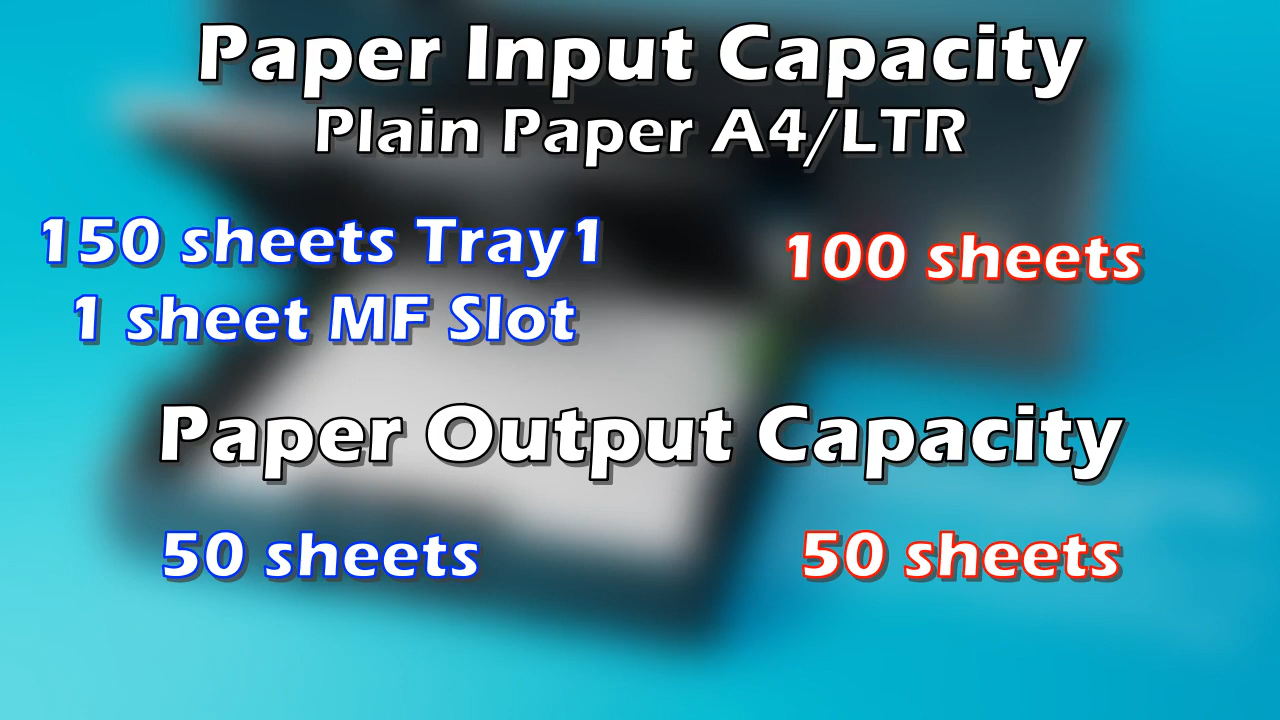 Paper Input Capacity
Plain Paper A4/LTR
150 sheets Tray1
1 sheet MF Slot
100 sheets
Paper Output Capacity
50 sheets
50 sheets